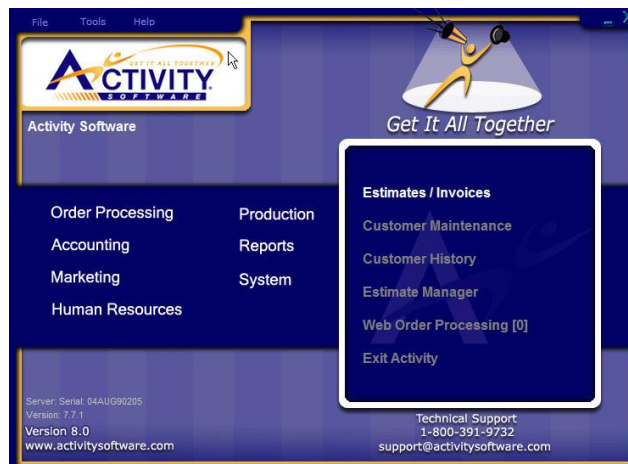 File Tools Help
GET IT ALL TOGETHER
ACTIVITY
SOFTWARE
Activity Software
Get It All Together
Order Processing
Accounting
Marketing
Human Resources
Production
Reports
System
Estimates / Invoices
Customer Maintenance
Customer History
Estimate Manager
Web Order Processing [0]
Exit Activity
Server: Serial: 04AUG90205
Version: 7.7.1
Version 8.0
www.activitysoftware.com
Technical Support
1-800-391-9732
support@activitysoftware.com